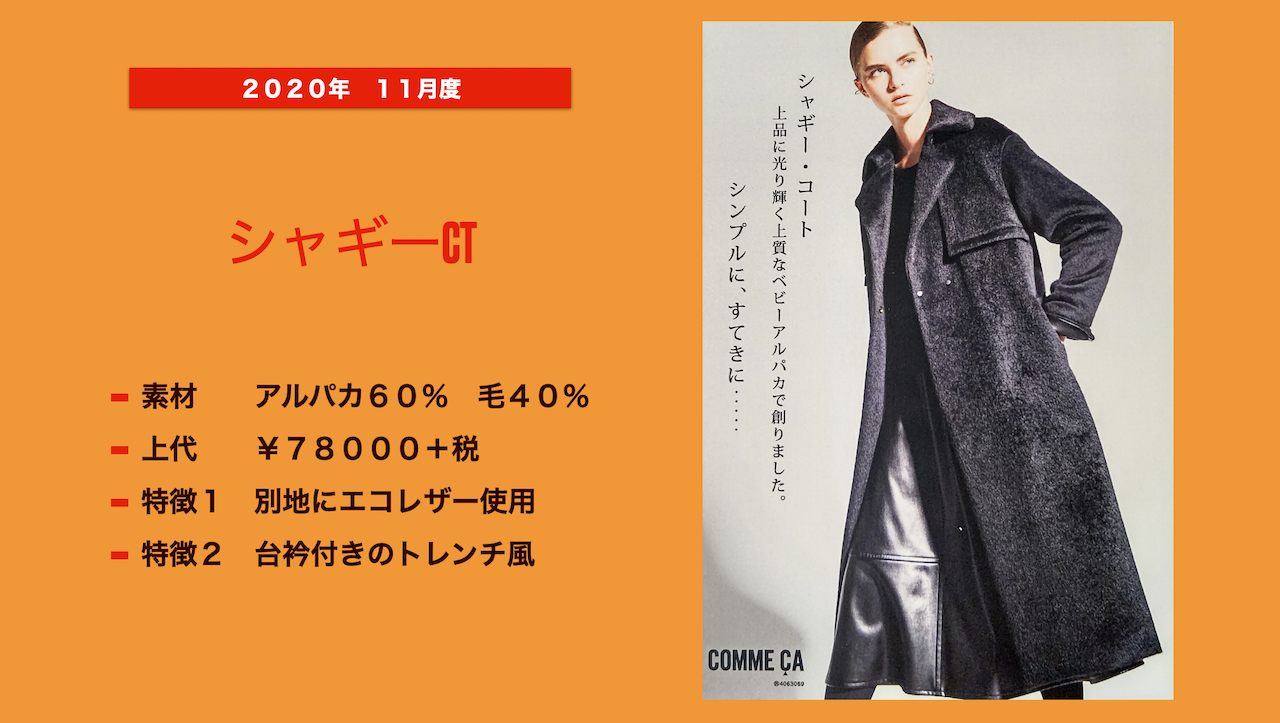 ２０２０年　１１月度
シャギーCT
素材　　アルパカ６０％　毛４０％
上代　　￥７８０００＋税
特徴１　別地にエコレザー使用
特徴２　台衿付きのトレンチ風
シャギー・コート
上品に光り輝く上質なベビーアルパカで創りました。
シンプルに、すてきに‥‥‥
COMME ÇA
Ⓡ4063069